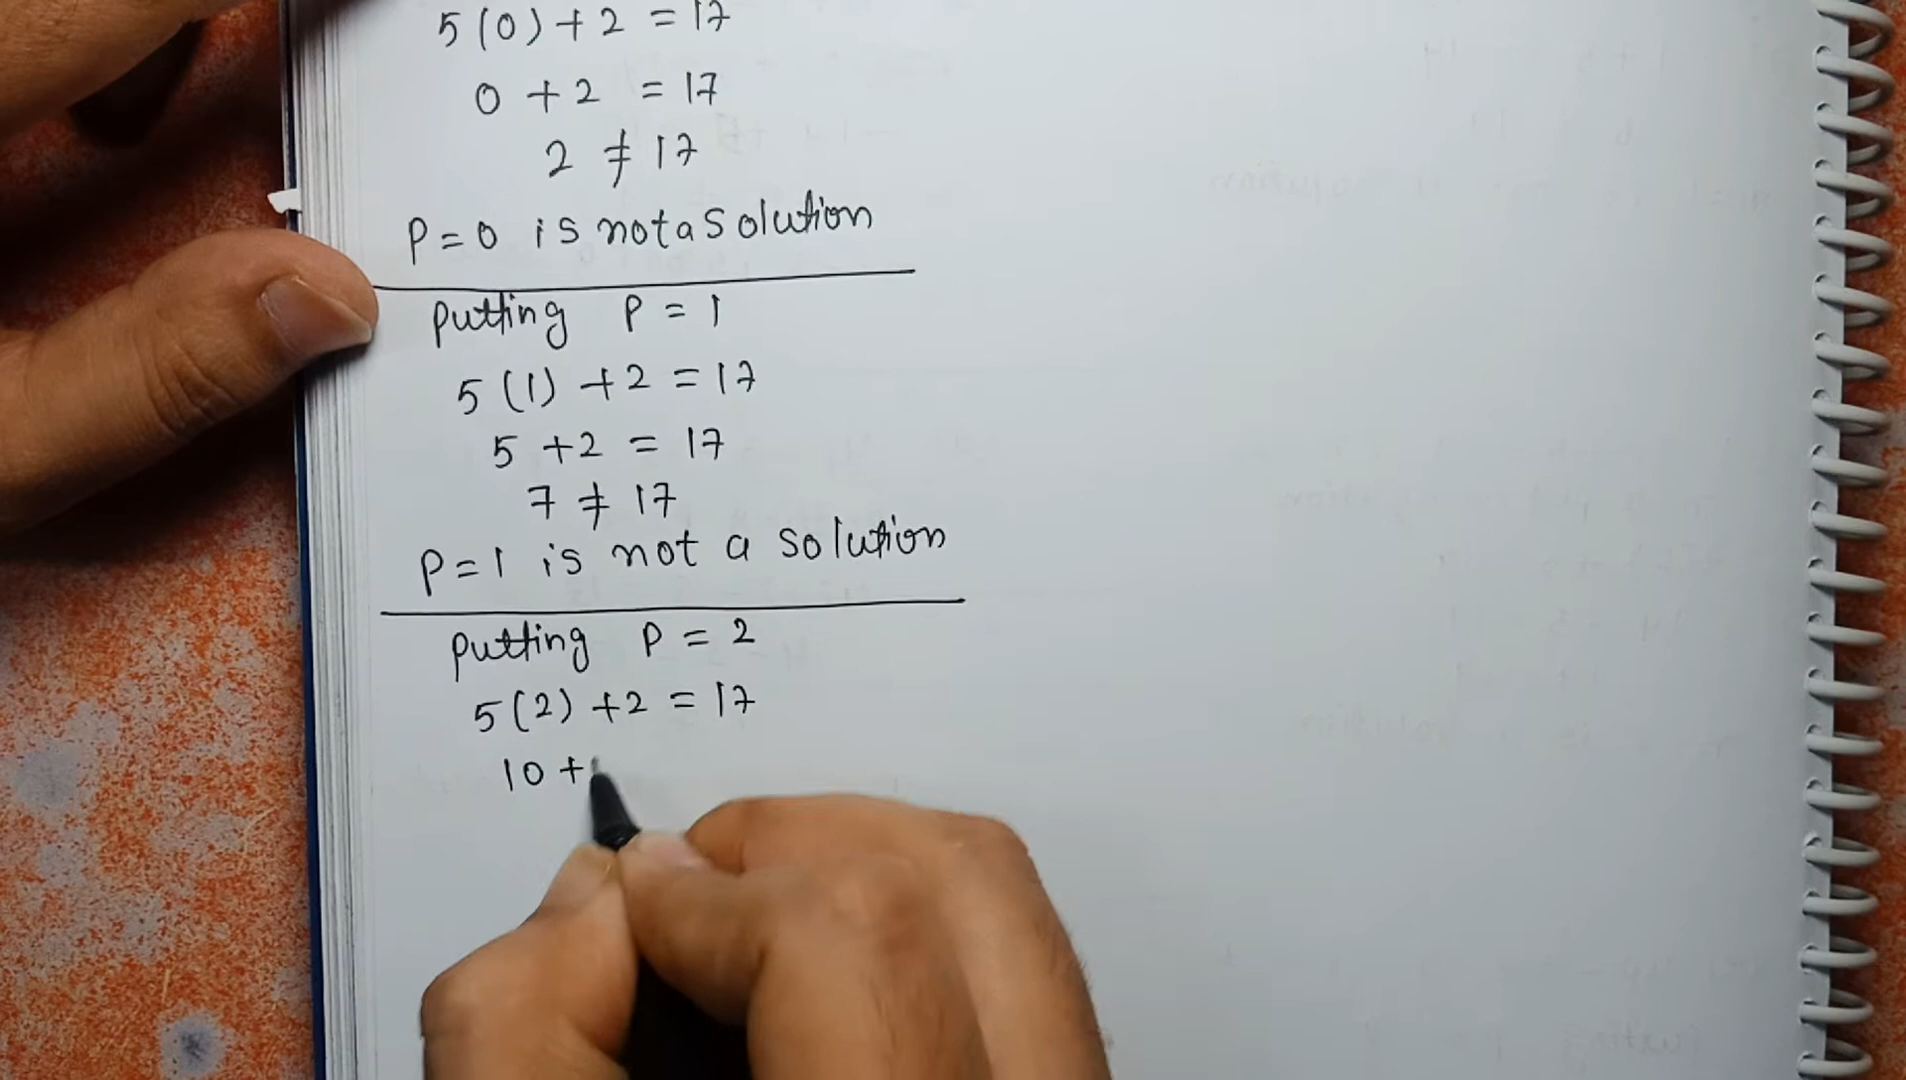 5(0)+2 = 17
0 +2 = 17
2 ≠ 17
P=0 is not a solution
Putting P = 1
5(1) +2 = 17
5 +2 = 17
7 ≠ 17
P=1 is not a solution
Putting P = 2
5(2) +2 = 17
10 +